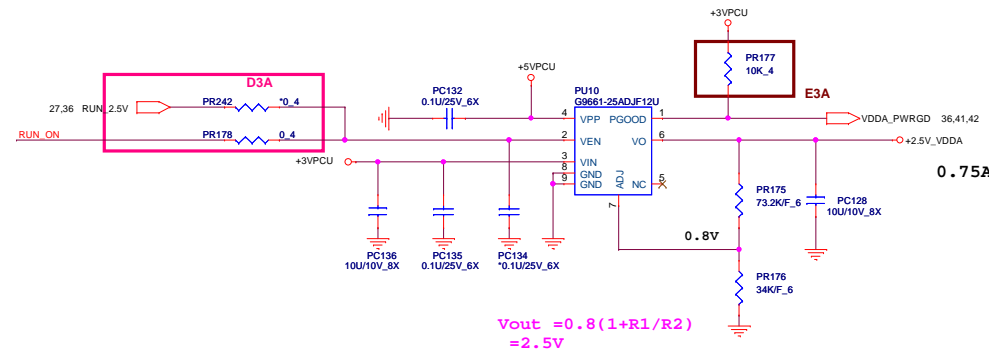 +3VPCU
PR177
10K_4
E3A
D3A
+5VPCU
PC132
0.1U/25V_6X
PU10
G9661-25ADJF12U
27,36 RUN_2.5V
PR242
*0_4
RUN_ON
PR178
0_4
4
VPP
PGOOD
1
VDDA_PWRGD 36,41,42
2
VEN
VO
6
+2.5V_VDDA
+3VPCU
3
VIN
8
GND
9
GND
ADJ
NC
5
7
0.75A
PR175
73.2K/F_6
PC128
10U/10V_8X
0.8V
PC136
10U/10V_8X
PC135
0.1U/25V_6X
PC134
*0.1U/25V_6X
PR176
34K/F_6
Vout =0.8(1+R1/R2)
=2.5V